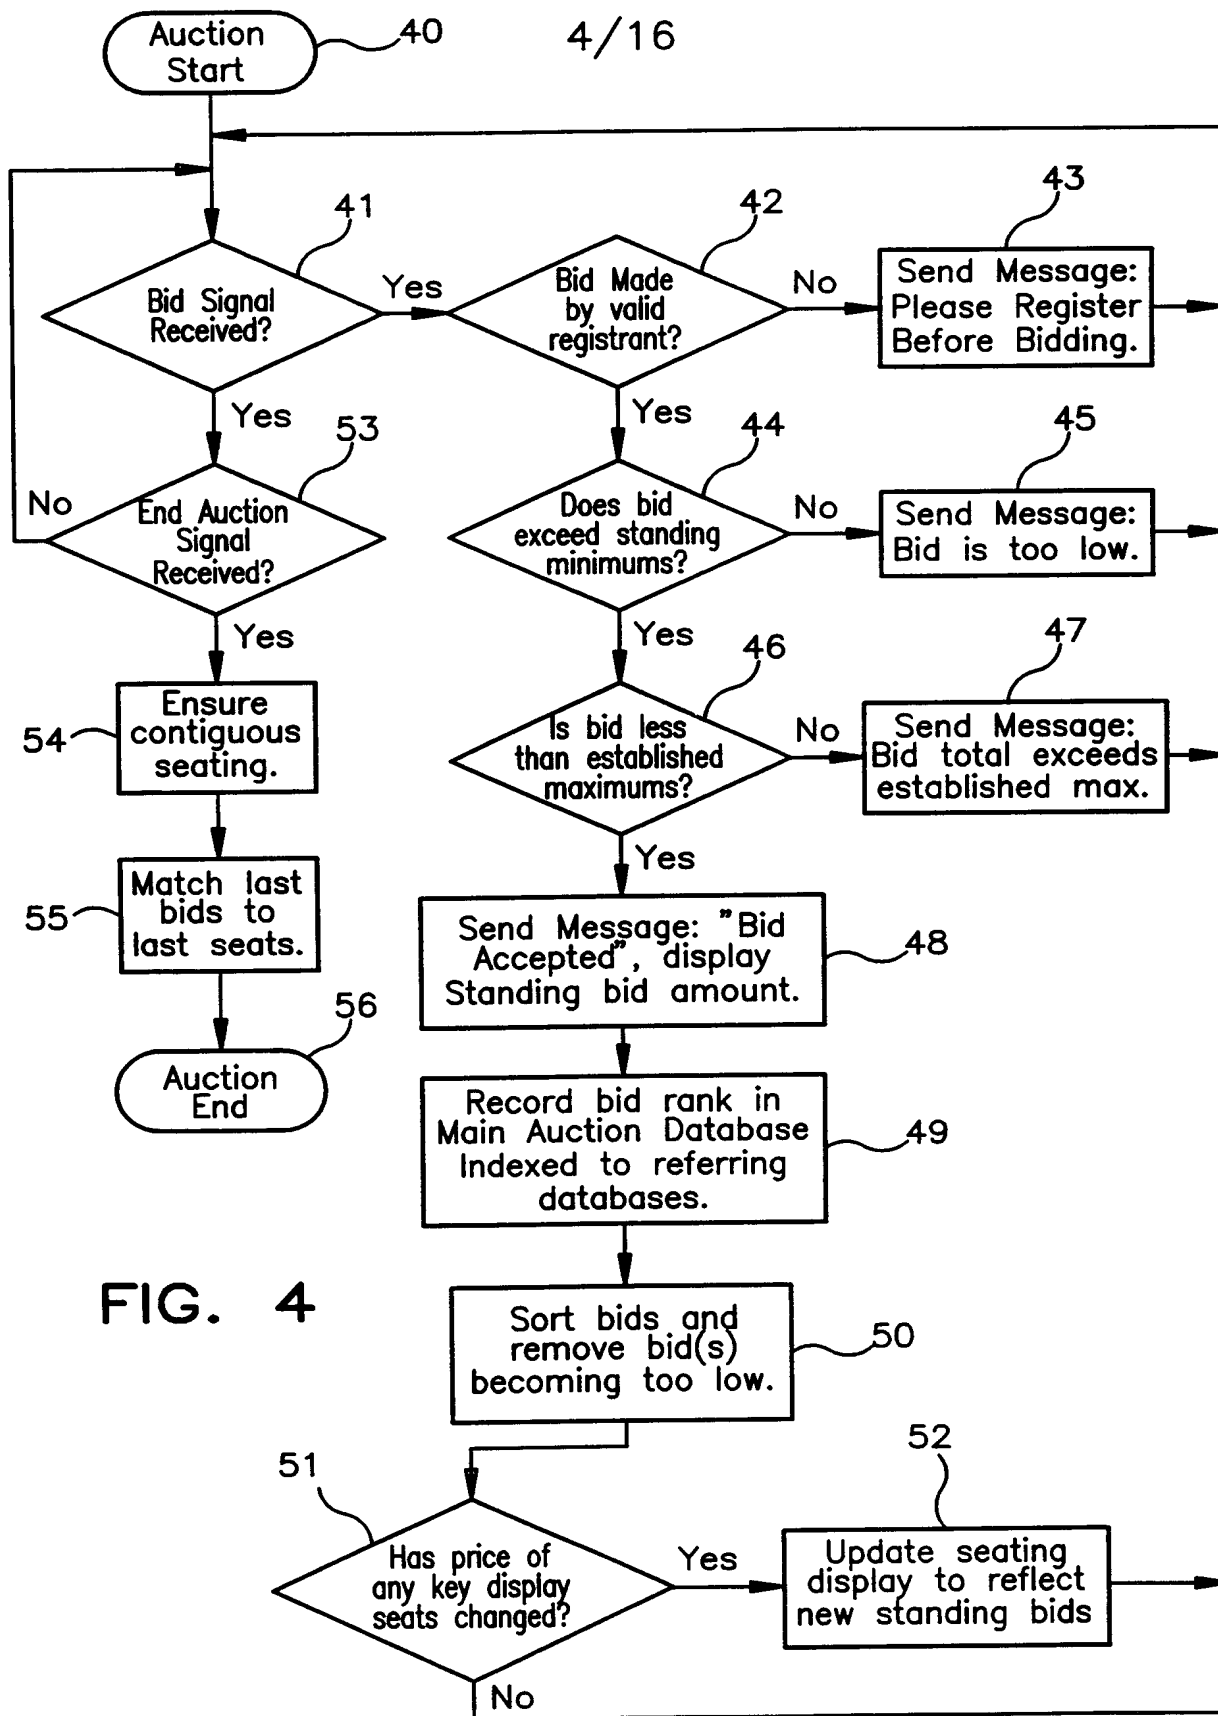 4/16
Auction
Start
40
41
Bid Signal
Received?
Yes
42
Bid Made
by valid
registrant?
No
43
Send Message:
Please Register
Before Bidding.
Yes
Yes
53
End Auction
Signal
Received?
No
44
Does bid
exceed standing
minimums?
No
45
Send Message:
Bid is too low.
Yes
Yes
54
Ensure
contiguous
seating.
46
Is bid less
than established
maximums?
No
47
Send Message:
Bid total exceeds
established max.
Yes
55
Match last
bids to
last seats.
Send Message: "Bid
Accepted", display
Standing bid amount.
48
56
Auction
End
Record bid rank in
Main Auction Database
Indexed to referring
databases.
49
FIG. 4
Sort bids and
remove bid(s)
becoming too low.
50
51
Has price of
any key display
seats changed?
Yes
52
Update seating
display to reflect
new standing bids
No